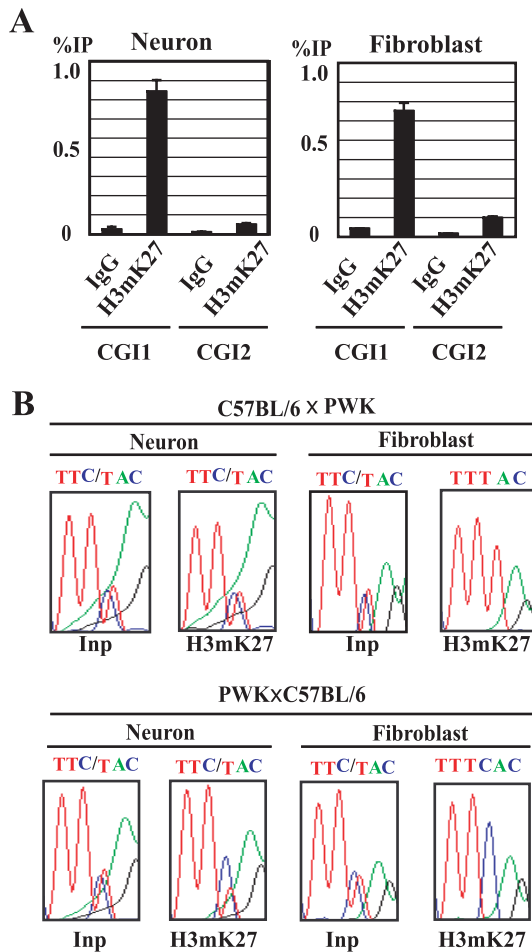 A
%IP Neuron
1.0
0.5
0
IgG
H3mK27
IgG
H3mK27
CGI1 CGI2
%IP Fibroblast
1.0
0.5
0
IgG
H3mK27
IgG
H3mK27
CGI1 CGI2
B
C57BL/6 × PWK
Neuron Fibroblast
TTC/TAC TTC/TAC TTC/TAC TTTAC
Inp H3mK27 Inp H3mK27
PWK×C57BL/6
Neuron Fibroblast
TTC/TAC TTC/TAC TTC/TAC TTTCAC
Inp H3mK27 Inp H3mK27